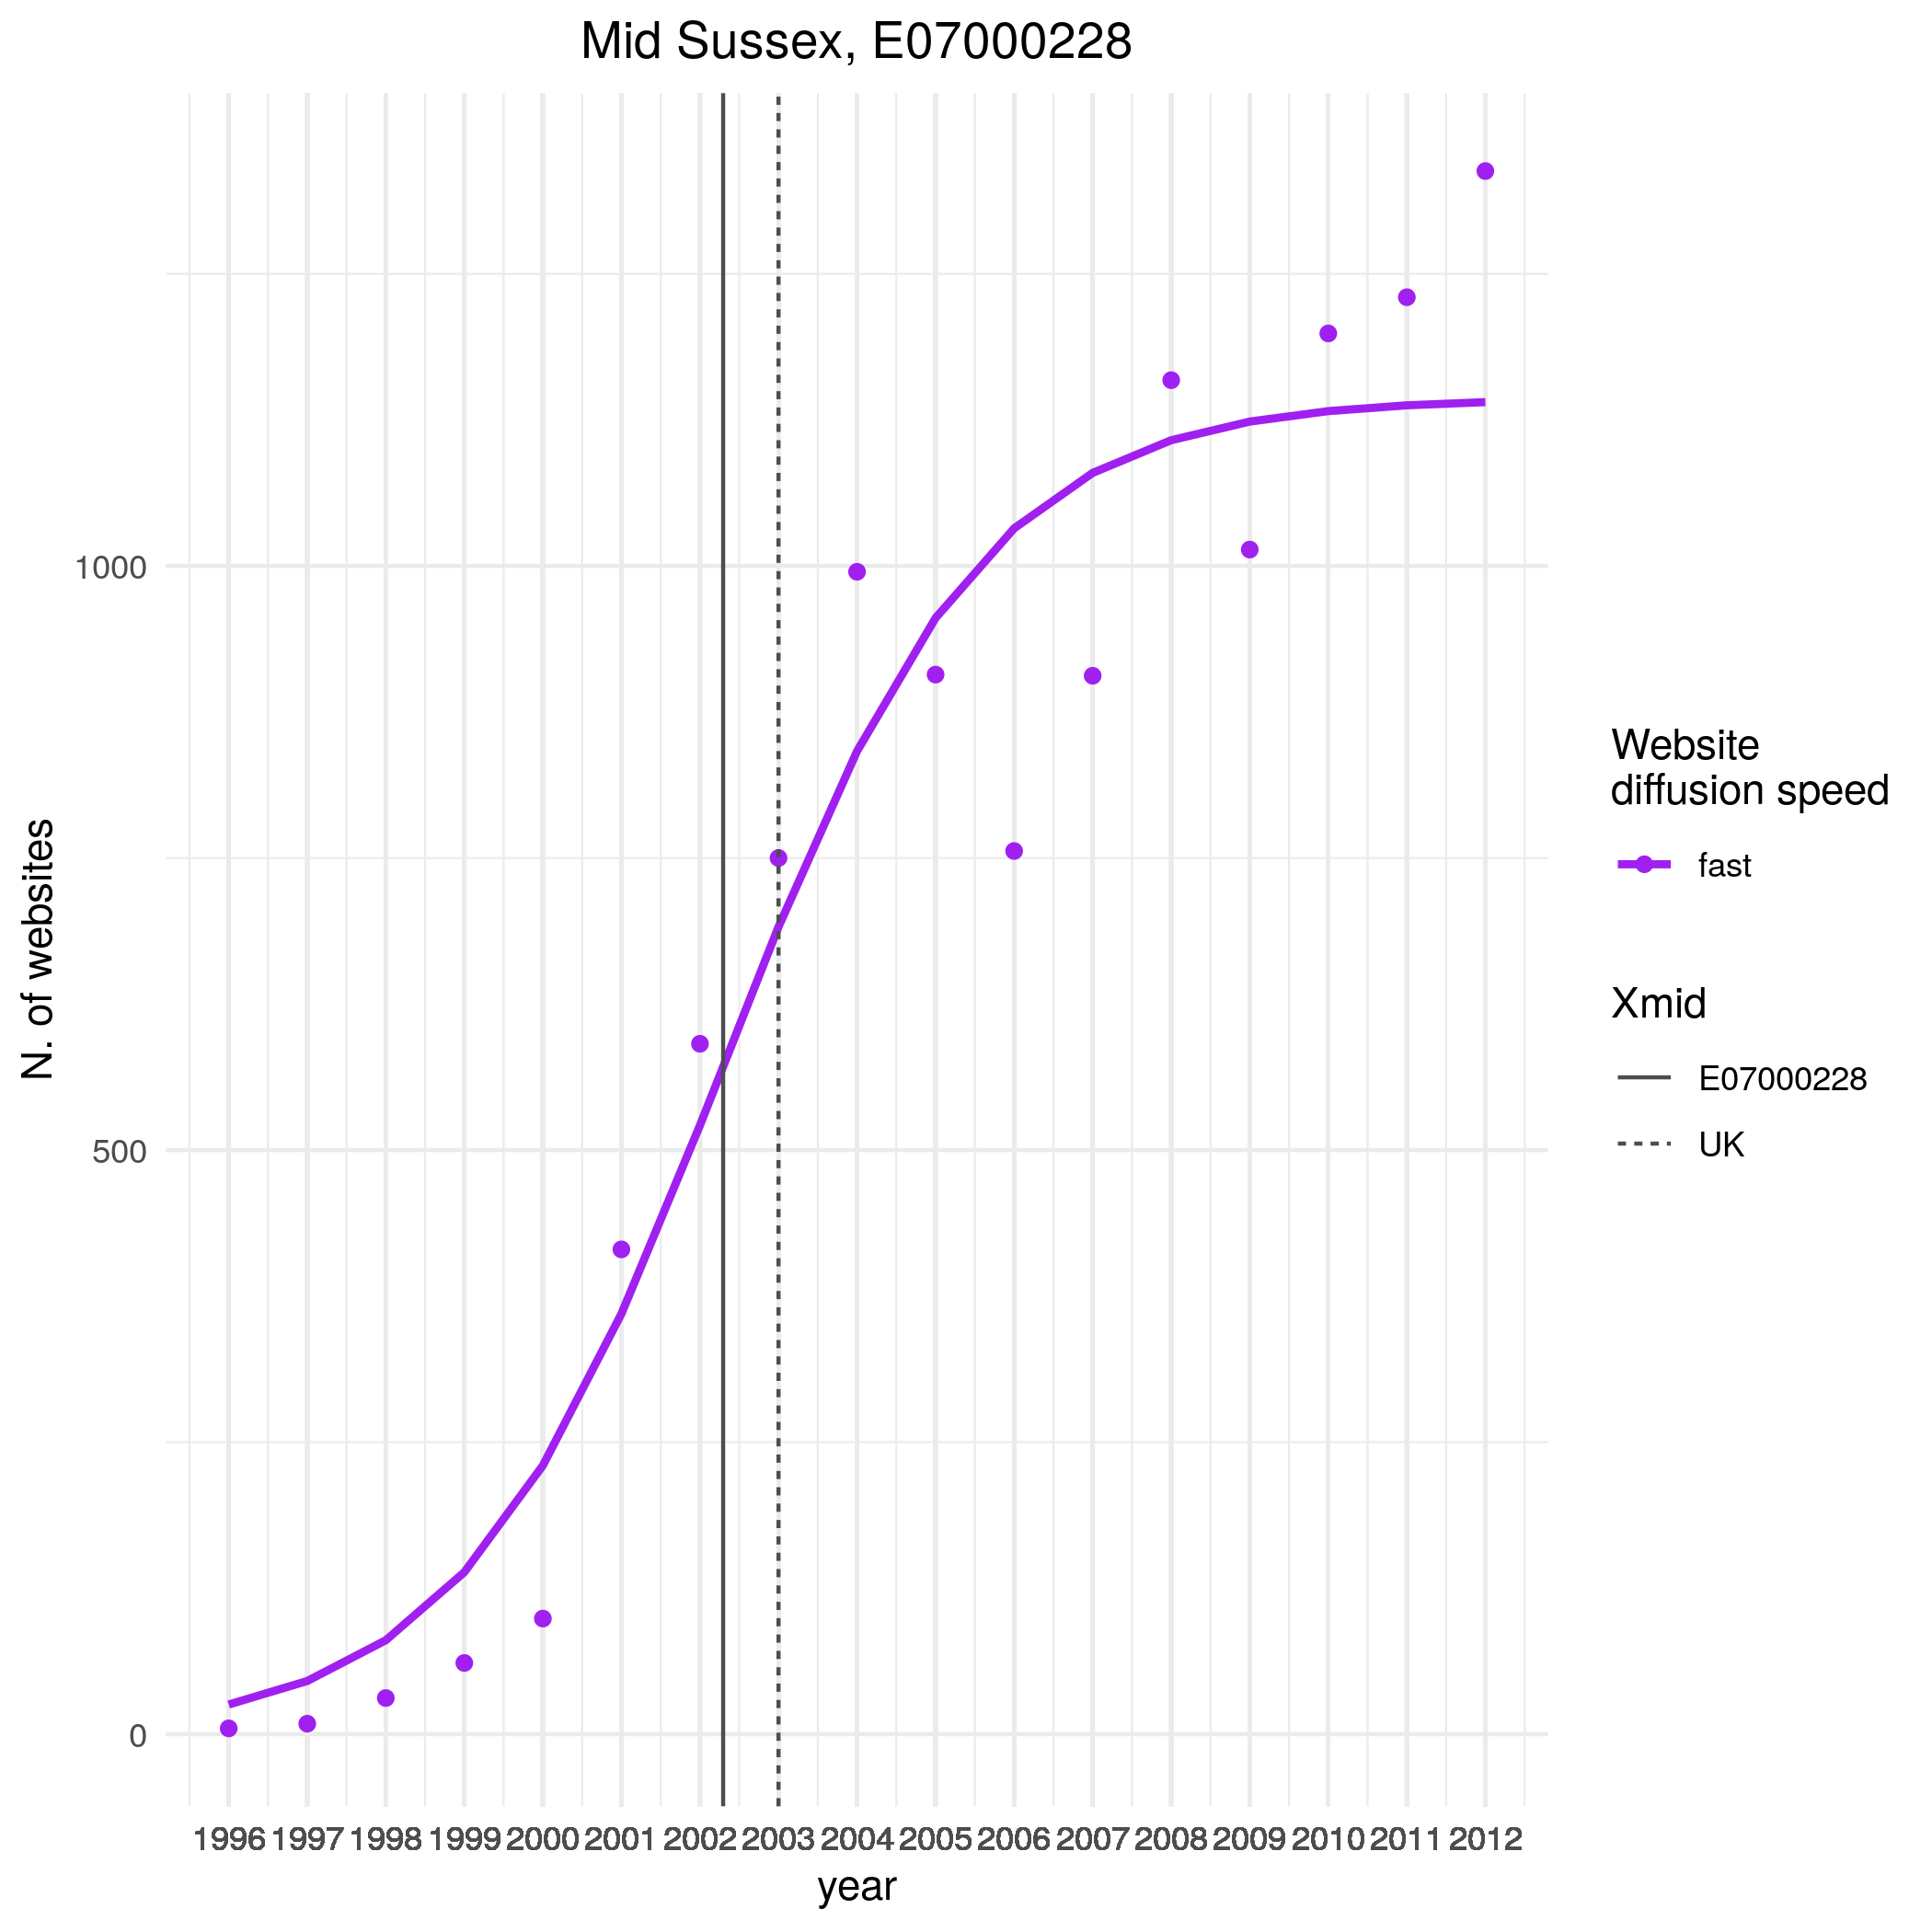 Mid Sussex, E07000228
N. of websites
1000
500
0
1996 1997 1998 1999 2000 2001 2002 2003 2004 2005 2006 2007 2008 2009 2010 2011 2012
year
Website
diffusion speed
fast
Xmid
E07000228
UK